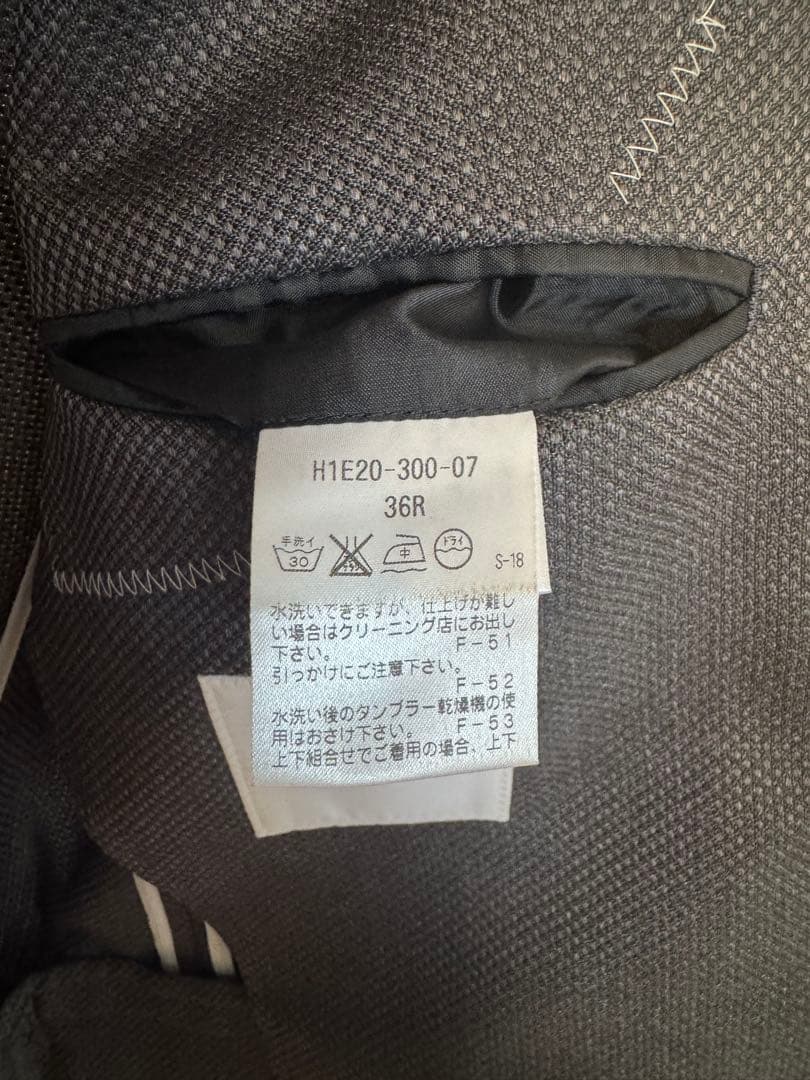 H1E20-300-07
36R
手洗イ
30
中
ドライ
S-18
水洗いできますが、仕上げが難し
い場合はクリーニング店にお出し
下さい。 F-51
引っかけにご注意下さい。
F-52
水洗い後のタンブラー乾燥機の使
用はおさけ下さい。 F-53
上下組合せでご着用の場合、上下